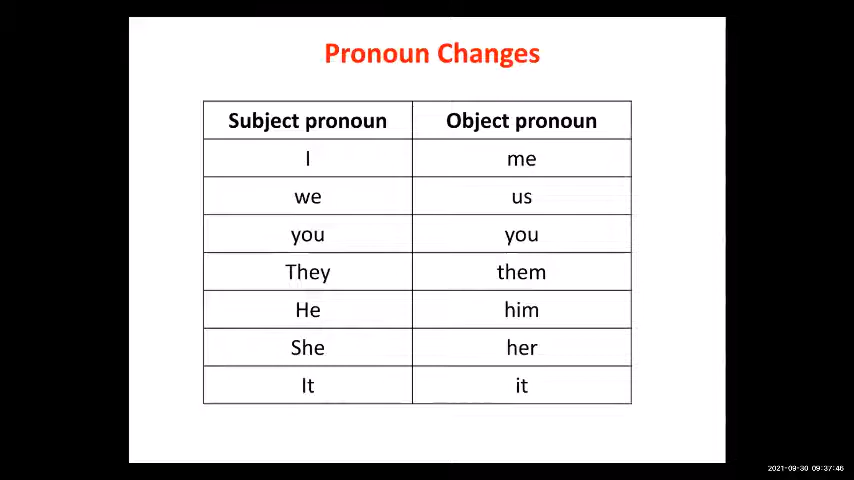 Pronoun Changes
Subject pronoun Object pronoun
I me
we us
you you
They them
He him
She her
It it
2021-09-30 09:37:46